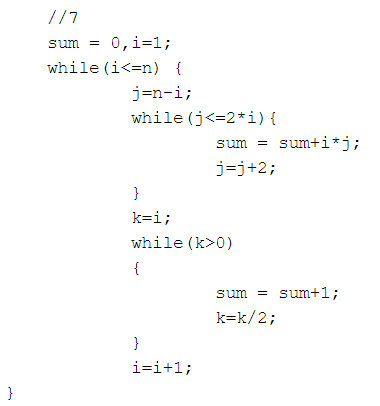 //7
sum = 0,i=1;
while(i<=n) {
j=n-i;
while(j<=2*i){
sum = sum+i*j;
j=j+2;
}
k=i;
while(k>0)
{
sum = sum+1;
k=k/2;
}
i=i+1;
}